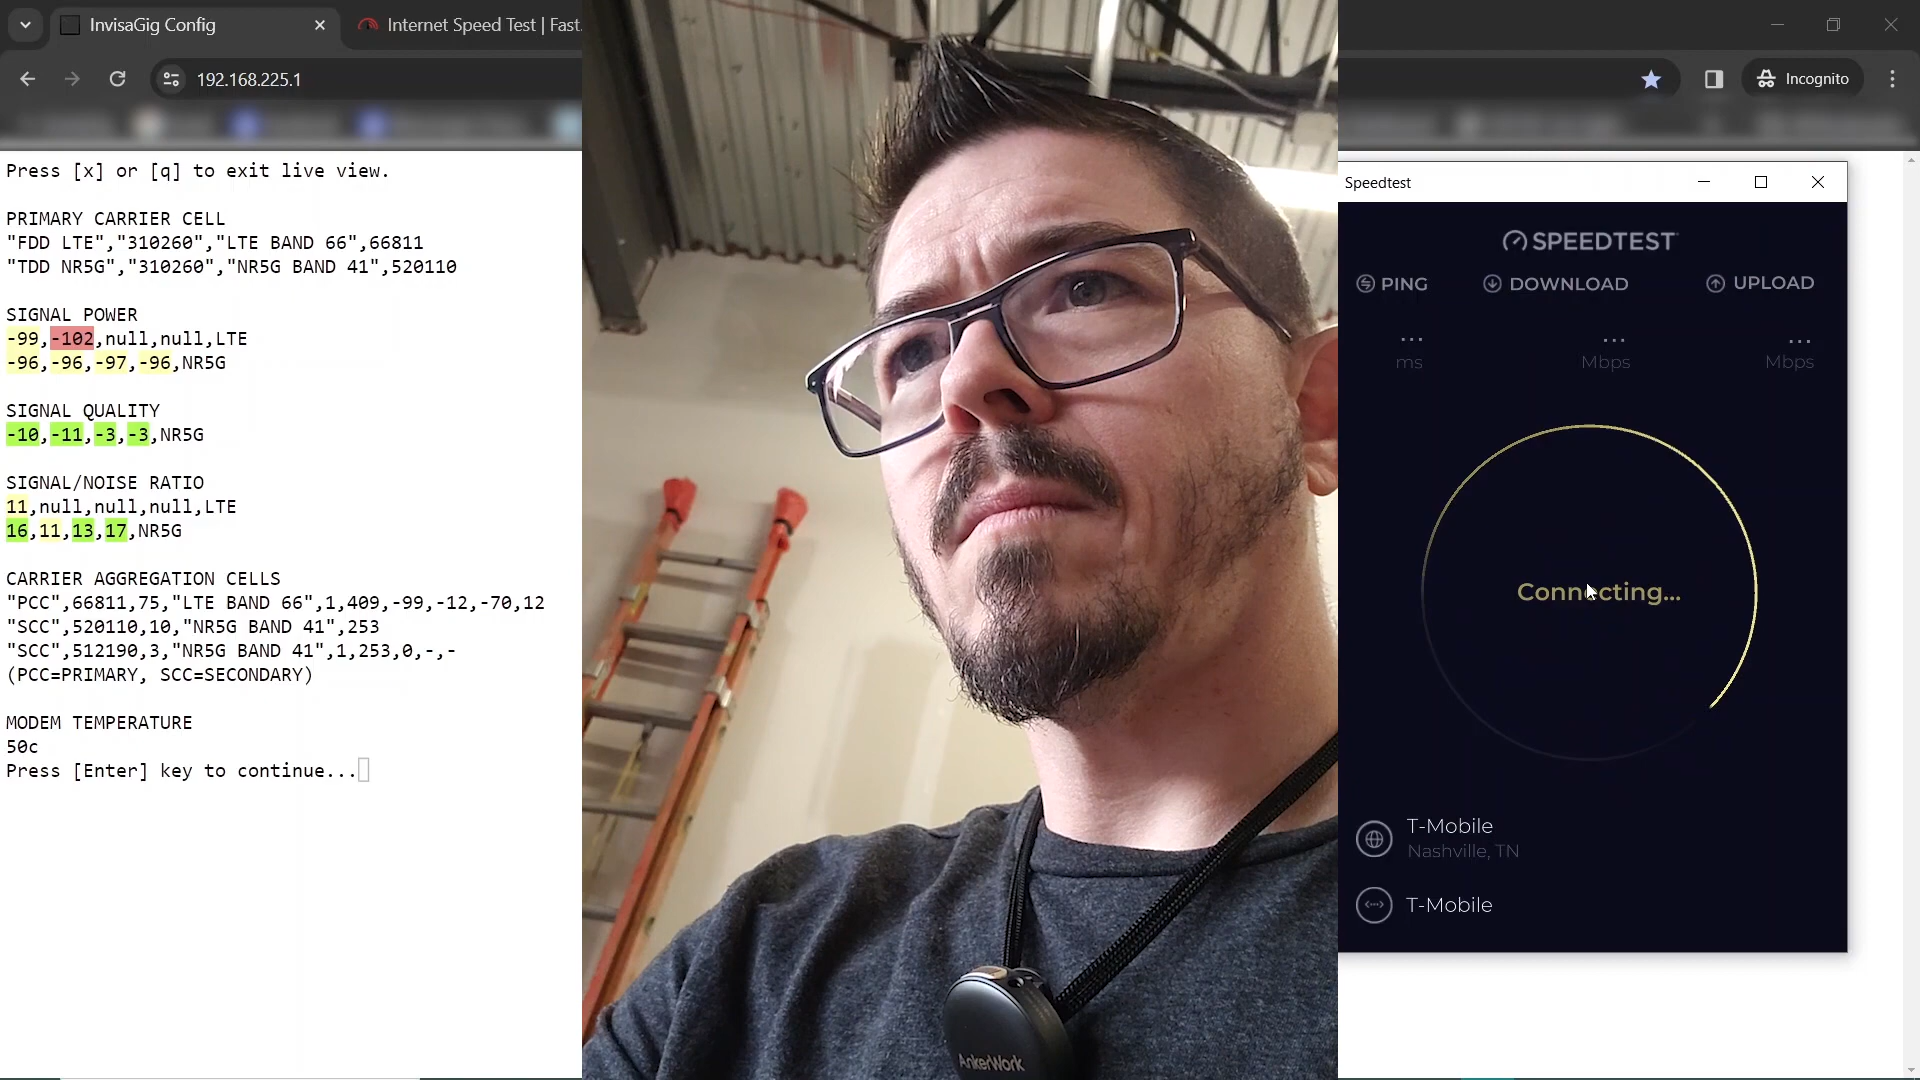 InvisaGig Config
Internet Speed Test | Fast.
192.168.225.1
Incognito
Press [x] or [q] to exit live view.
PRIMARY CARRIER CELL
"FDD LTE","310260","LTE BAND 66",66811
"TDD NR5G","310260","NR5G BAND 41",520110
SIGNAL POWER
-99,-102,null,null,LTE
-96,-96,-97,-96,NR5G
SIGNAL QUALITY
-10,-11,-3,-3,NR5G
SIGNAL/NOISE RATIO
11,null,null,null,LTE
16,11,13,17,NR5G
CARRIER AGGREGATION CELLS
"PCC",66811,75,"LTE BAND 66",1,409,-99,-12,-70,12
"SCC",520110,10,"NR5G BAND 41",253
"SCC",512190,3,"NR5G BAND 41",1,253,0,-,-
(PCC=PRIMARY, SCC=SECONDARY)
MODEM TEMPERATURE
50c
Press [Enter] key to continue...
AnkerWork
Speedtest
SPEEDTEST
PING DOWNLOAD UPLOAD
... ... ...
ms Mbps Mbps
Connecting...
T-Mobile
Nashville, TN
T-Mobile